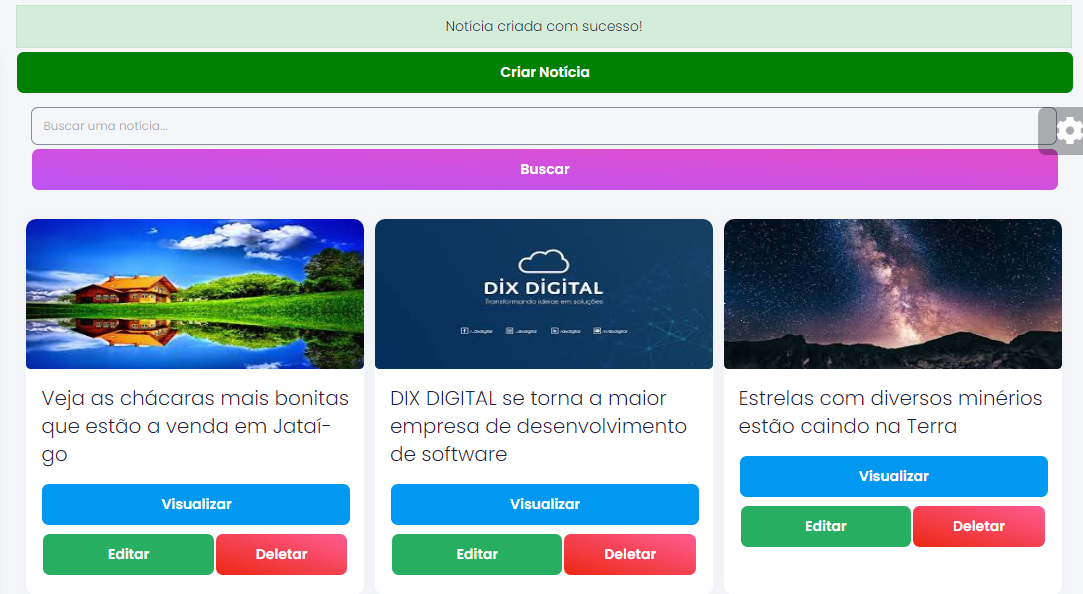 Notícia criada com sucesso!
Criar Notícia
Buscar uma notícia...
Buscar
DIX DIGITAL
Transformando ideias em soluções
Veja as chácaras mais bonitas
que estão a venda em Jataí-
go
Visualizar
Editar Deletar
DIX DIGITAL se torna a maior
empresa de desenvolvimento
de software
Visualizar
Editar Deletar
Estrelas com diversos minérios
estão caindo na Terra
Visualizar
Editar Deletar